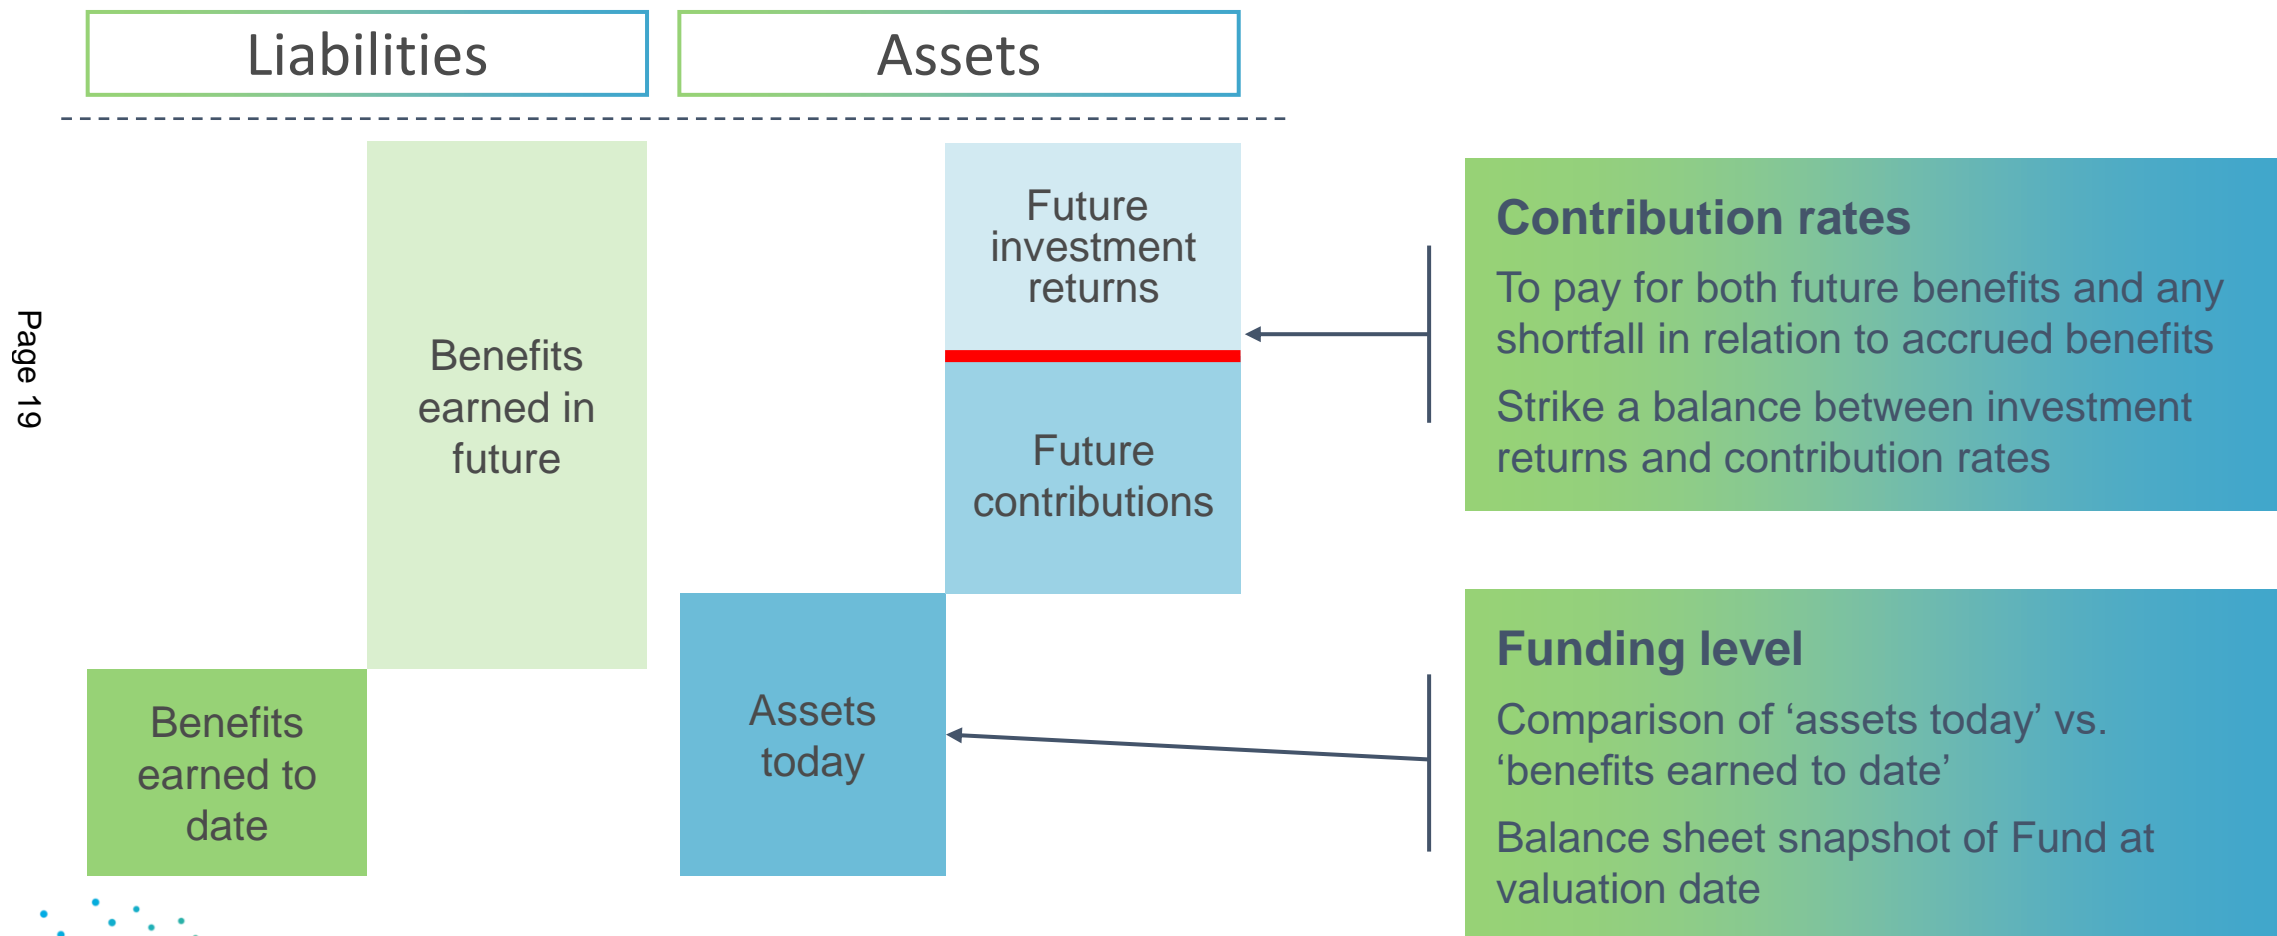 Liabilities
Assets
Page 19
Benefits
earned in
future
Benefits
earned to
date
Future
investment
returns
Future
contributions
Assets
today
Contribution rates
To pay for both future benefits and any
shortfall in relation to accrued benefits
Strike a balance between investment
returns and contribution rates
Funding level
Comparison of ‘assets today’ vs.
‘benefits earned to date’
Balance sheet snapshot of Fund at
valuation date